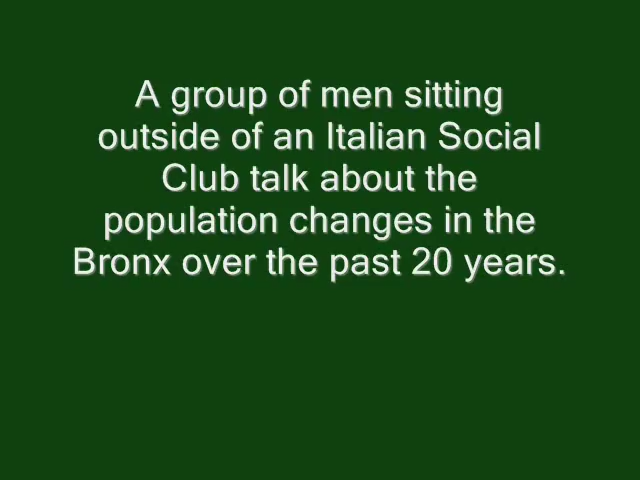 A group of men sitting
outside of an Italian Social
Club talk about the
population changes in the
Bronx over the past 20 years.